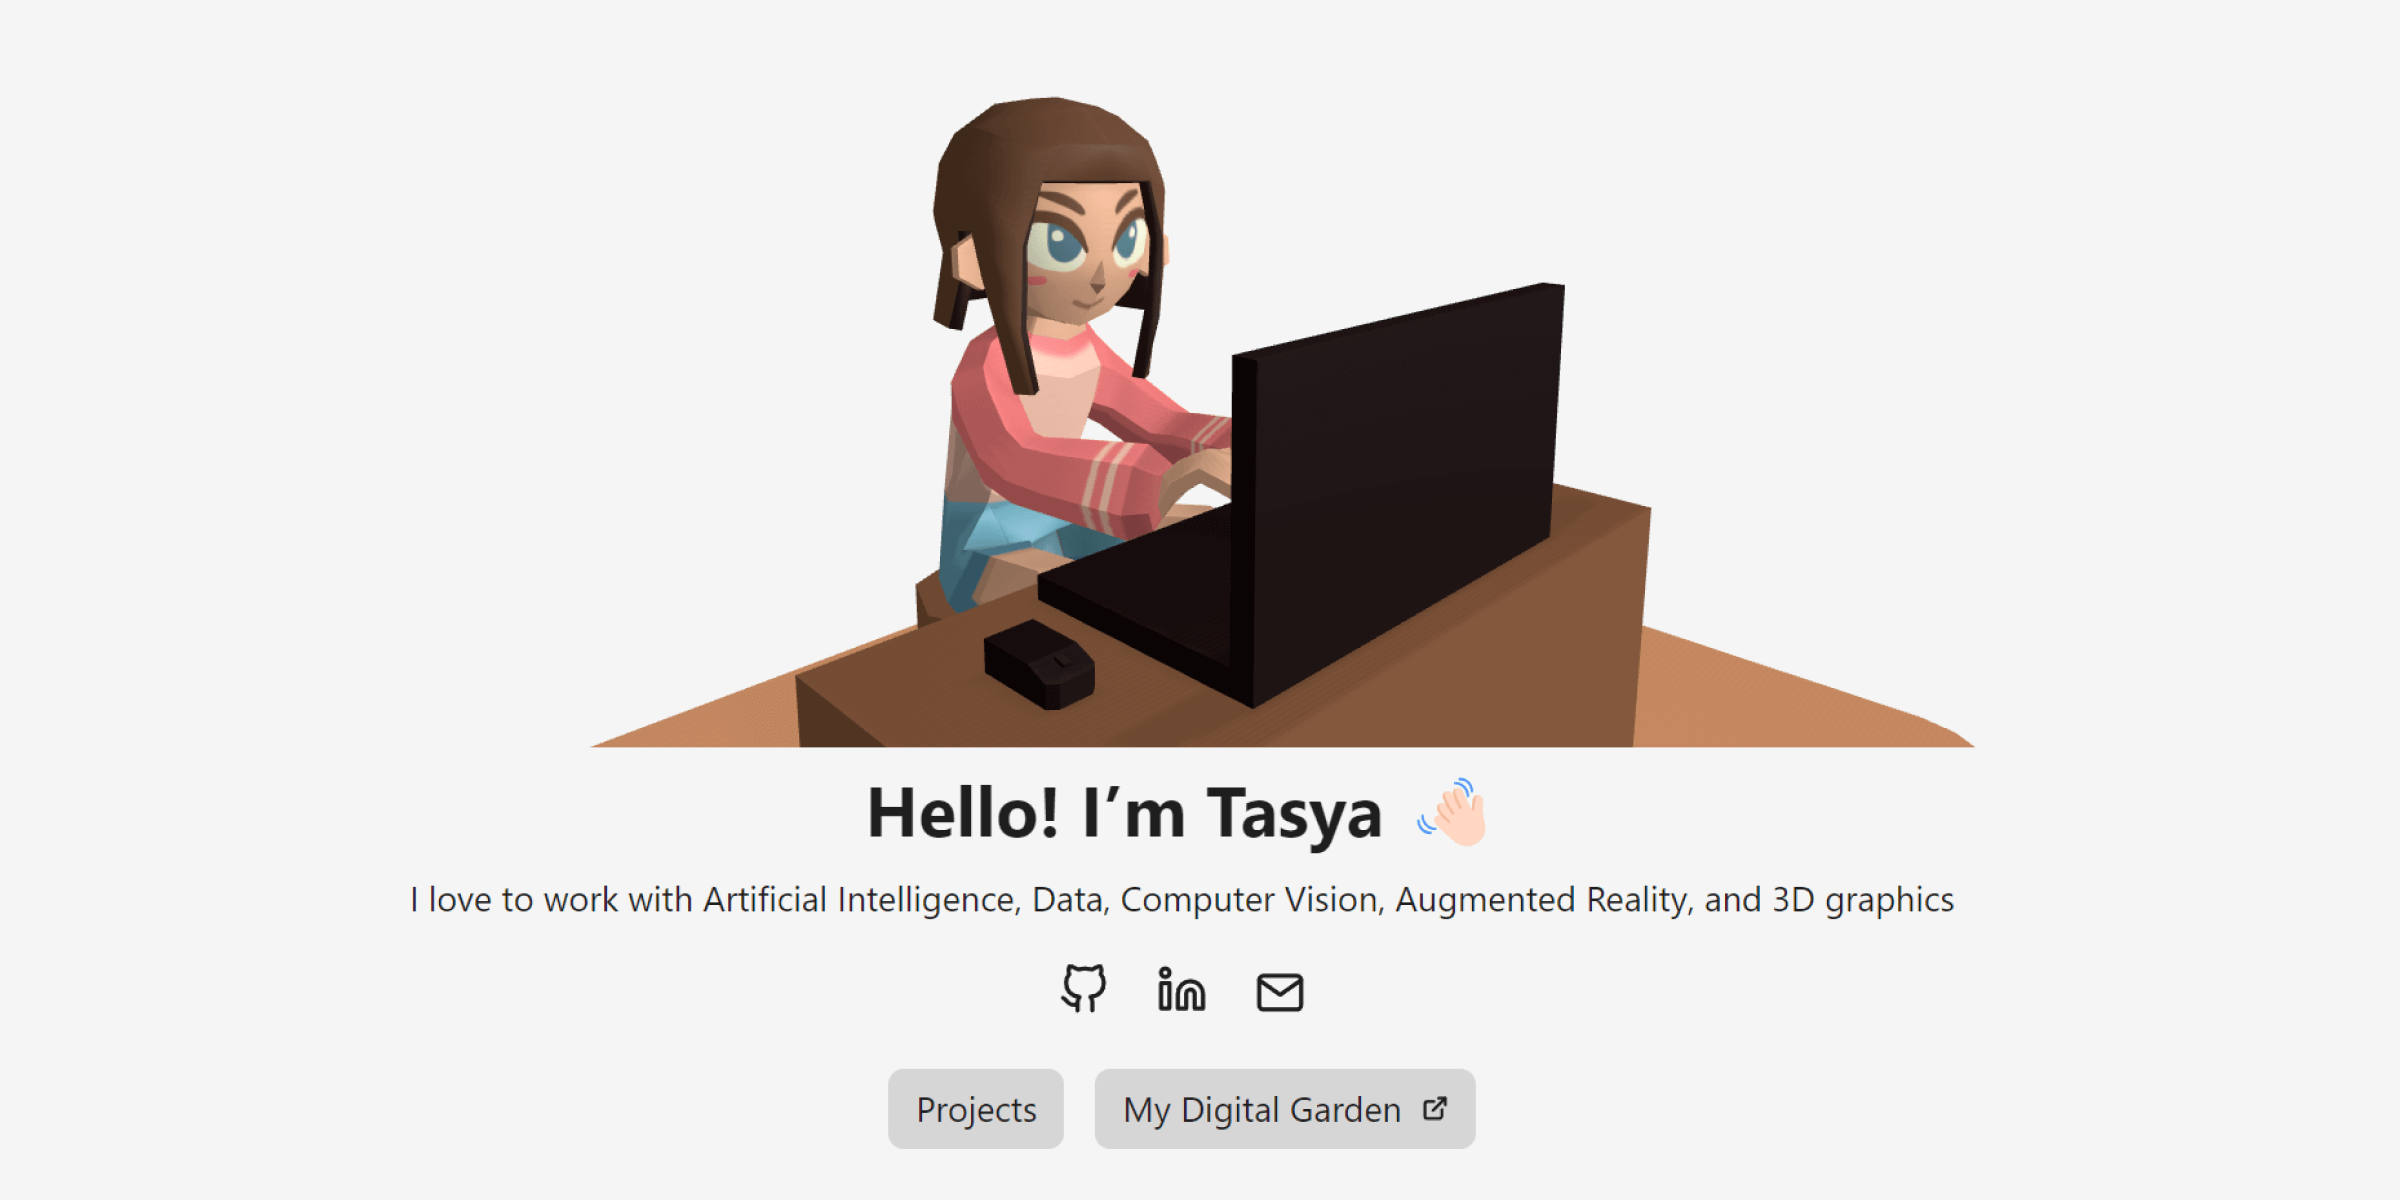 Hello! I’m Tasya 👋🏻
I love to work with Artificial Intelligence, Data, Computer Vision, Augmented Reality, and 3D graphics
Projects
My Digital Garden